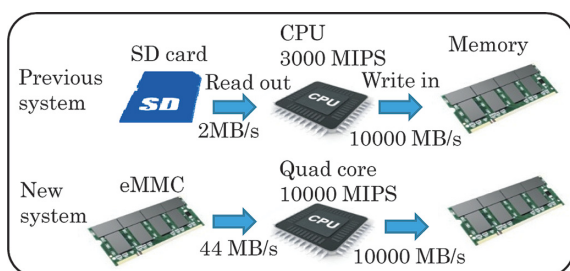 CPU
3000 MIPS
SD card
Memory
Previous
system
Read out
Write in
SD
CPU
2MB/s
10000 MB/s
Quad core
10000 MIPS
New
system
eMMC
CPU
44 MB/s
10000 MB/s